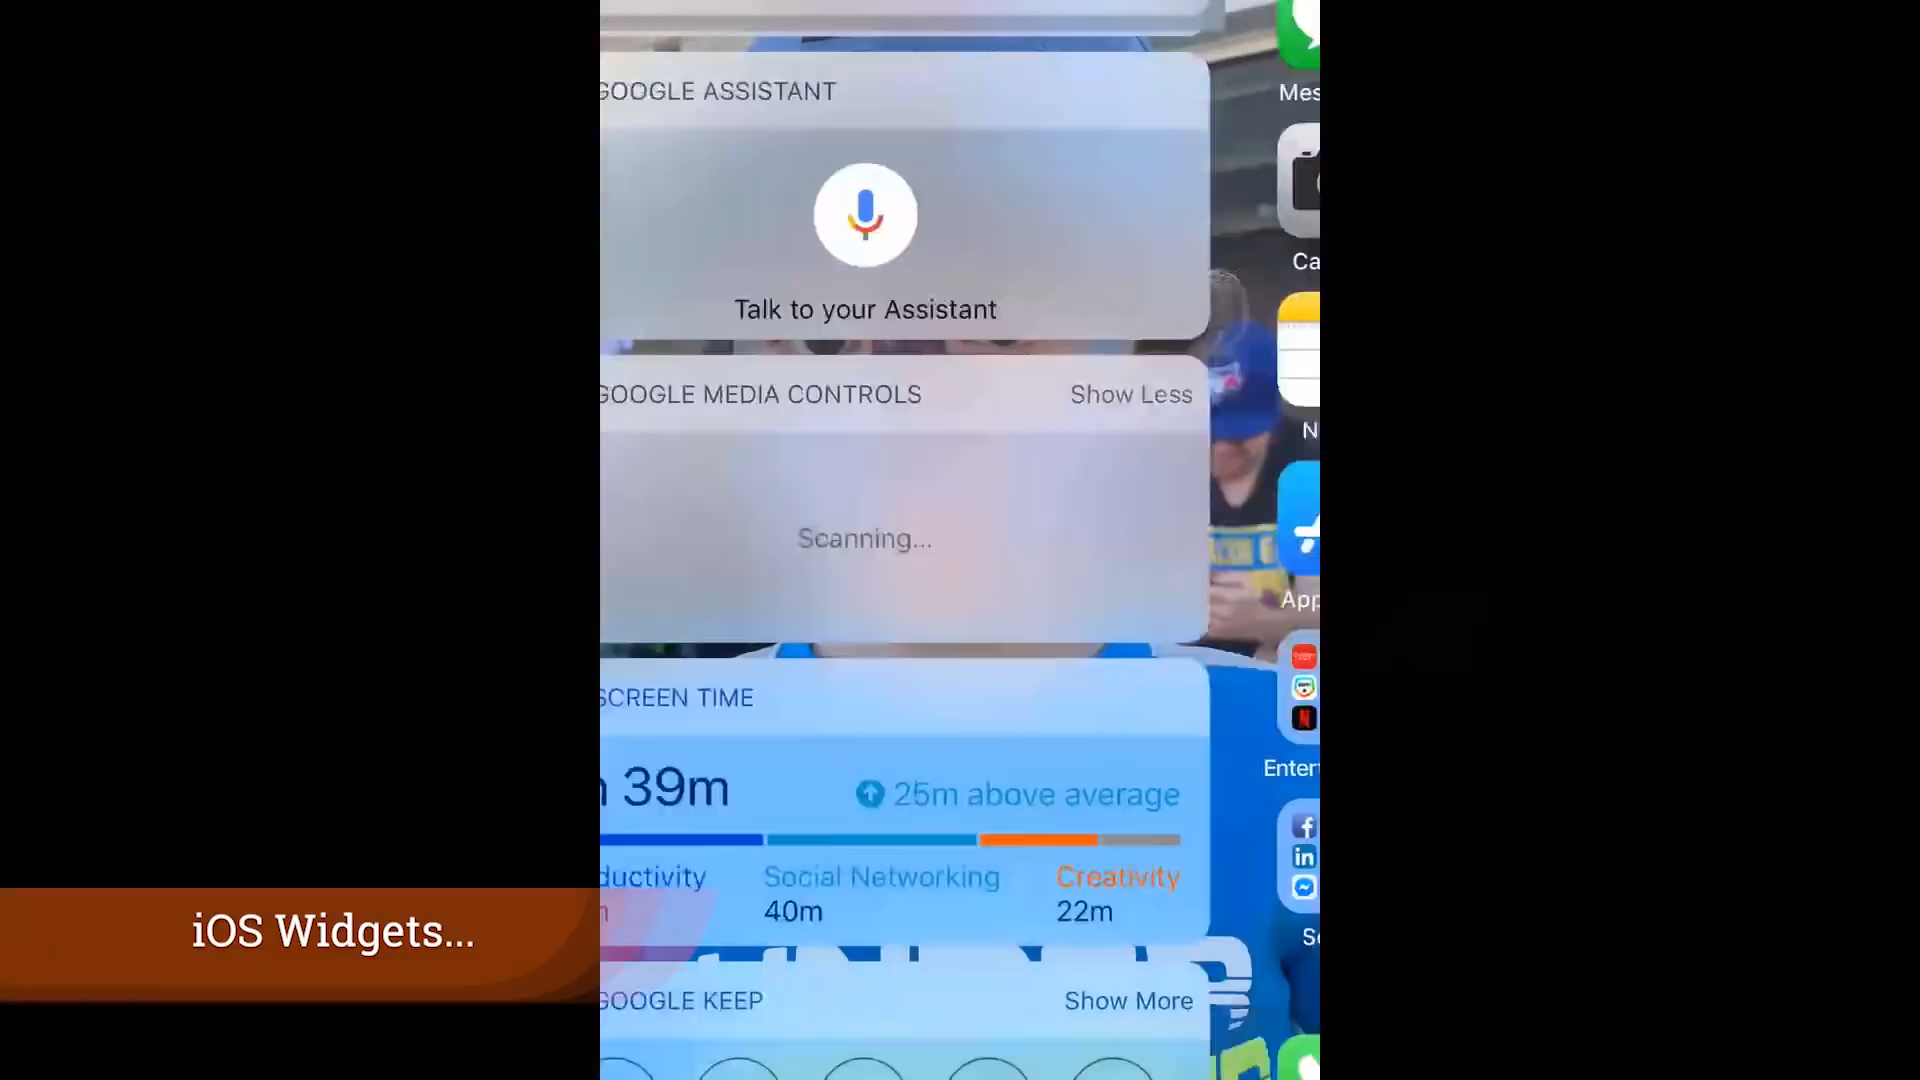 GOOGLE ASSISTANT
Talk to your Assistant
GOOGLE MEDIA CONTROLS Show Less
Scanning...
SCREEN TIME
39m 25m above average
ductivity Social Networking Creativity
40m 22m
GOOGLE KEEP Show More
Mes
Ca
N
App
Enter
iOS Widgets...